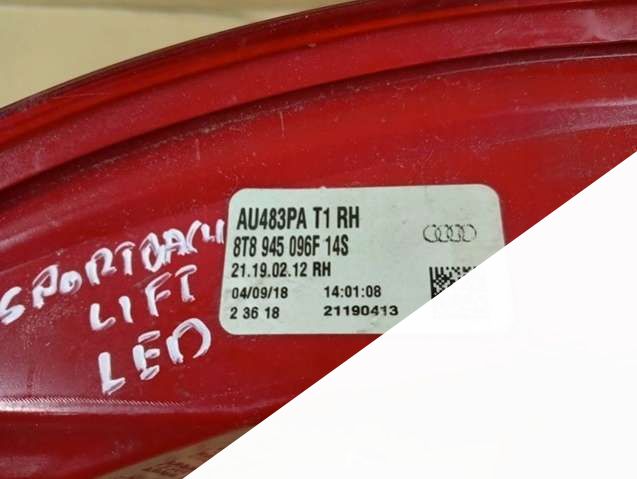 AU483PA T1 RH
8T8 945 096F 14S
21.19.02.12 RH
04/09/18 14:01:08
2 36 18 21190413
SPORTBACK
LIFT
LED